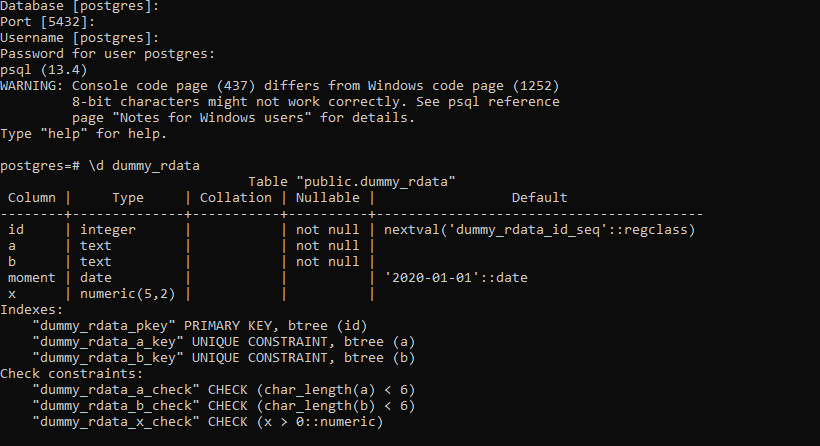 Database [postgres]:
Port [5432]:
Username [postgres]:
Password for user postgres:
psql (13.4)
WARNING: Console code page (437) differs from Windows code page (1252)
         8-bit characters might not work correctly. See psql reference
         page "Notes for Windows users" for details.
Type "help" for help.

postgres=# \d dummy_rdata
                               Table "public.dummy_rdata"
 Column |     Type     | Collation | Nullable |                 Default
--------+--------------+-----------+----------+-----------------------------------------
 id     | integer      |           | not null | nextval('dummy_rdata_id_seq'::regclass)
 a      | text         |           | not null |
 b      | text         |           | not null |
 moment | date         |           |          | '2020-01-01'::date
 x      | numeric(5,2) |           |          |
Indexes:
    "dummy_rdata_pkey" PRIMARY KEY, btree (id)
    "dummy_rdata_a_key" UNIQUE CONSTRAINT, btree (a)
    "dummy_rdata_b_key" UNIQUE CONSTRAINT, btree (b)
Check constraints:
    "dummy_rdata_a_check" CHECK (char_length(a) < 6)
    "dummy_rdata_b_check" CHECK (char_length(b) < 6)
    "dummy_rdata_x_check" CHECK (x > 0::numeric)